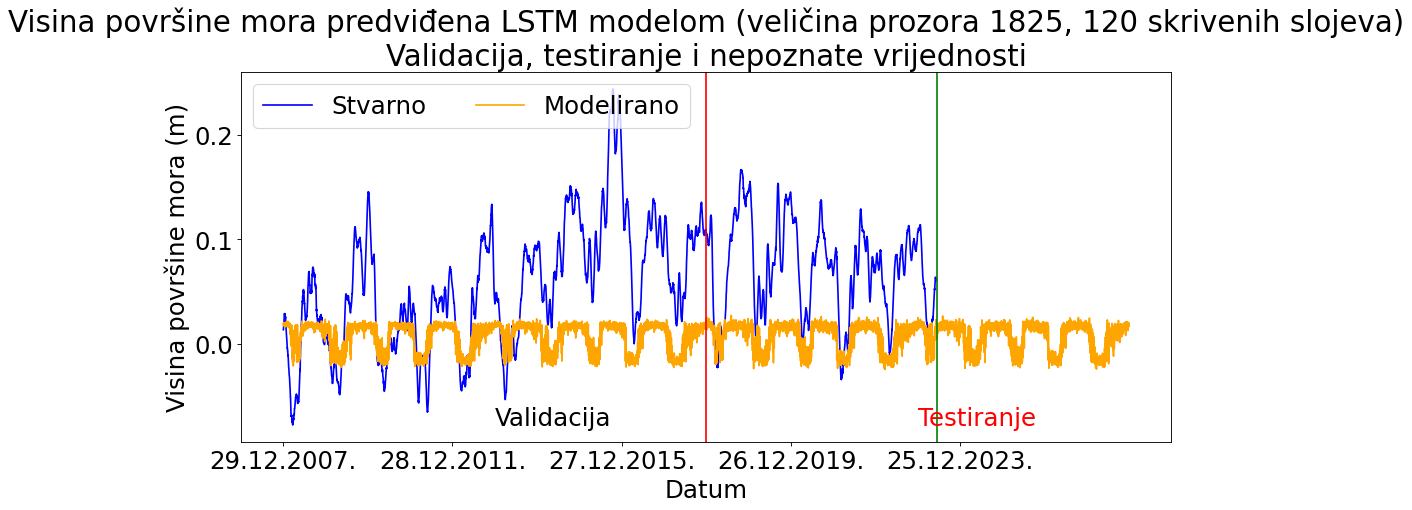 Visina površine mora predviđena LSTM modelom (veličina prozora 1825, 120 skrivenih slojeva)
Validacija, testiranje i nepoznate vrijednosti
Stvarno Modelirano
Visina površine mora (m)
0.2
0.1
0.0
Validacija Testiranje
29.12.2007. 28.12.2011. 27.12.2015. 26.12.2019. 25.12.2023.
Datum